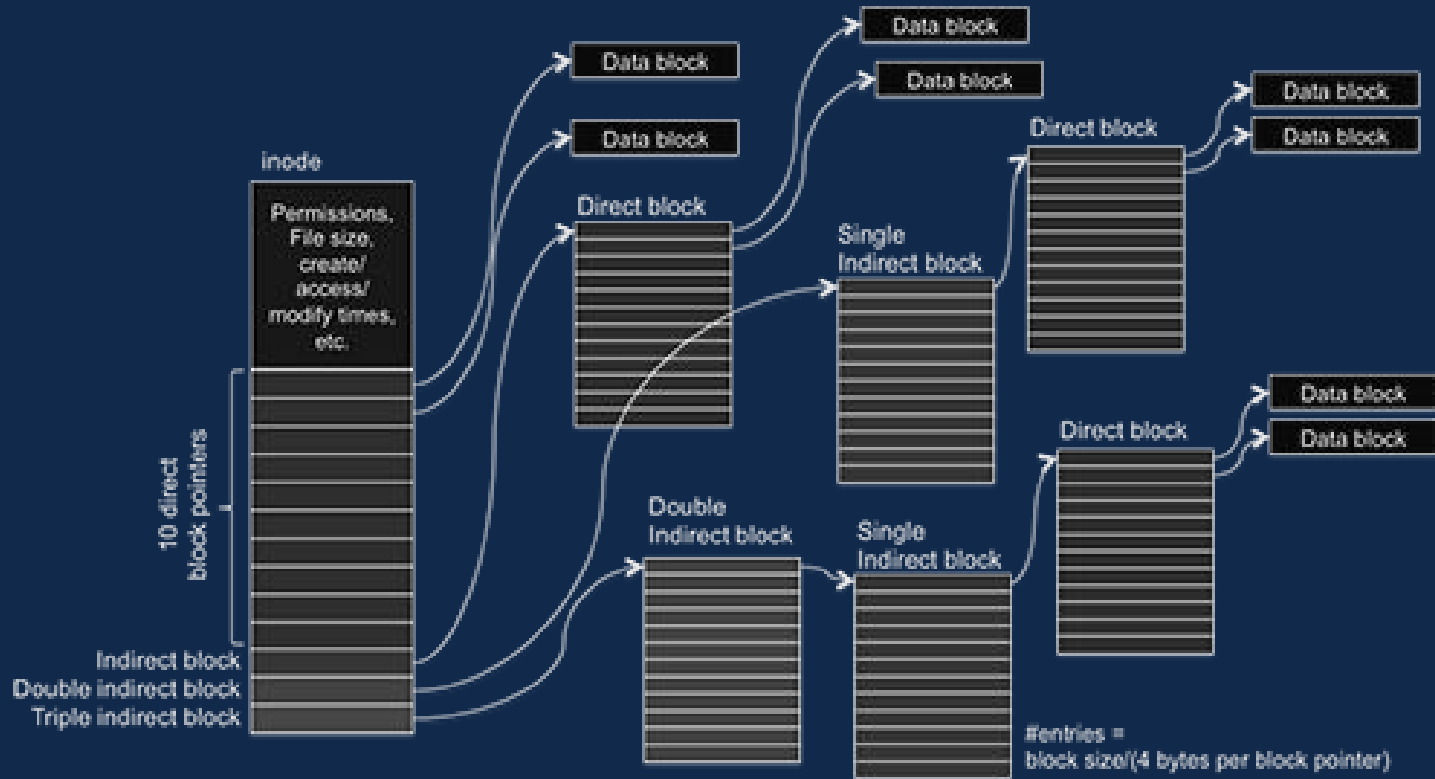 Data block
Data block
Data block
Data block
Data block
Direct block
Data block
Data block
inode
Permissions,
File size,
create/
access/
modify times,
etc.
Direct block
Single
Indirect block
Data block
Direct block
Data block
10 direct
block pointers
Double
Indirect block
Single
Indirect block
Indirect block
Double indirect block
Triple indirect block
#entries =
block size/(4 bytes per block pointer)